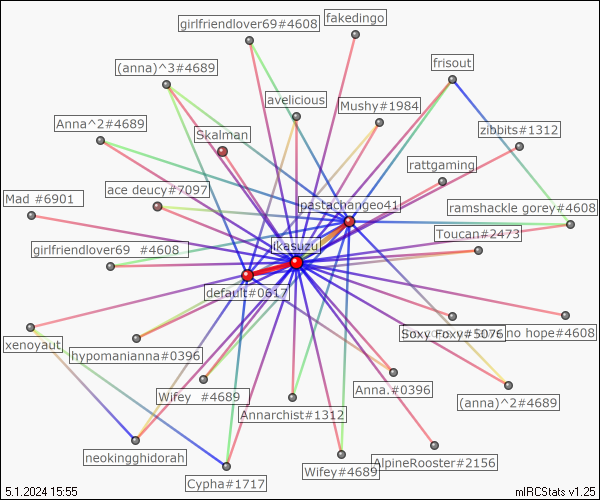 girlfriendlover69#4608
fakedingo
(anna)^3#4689
frisout
avelicious
Mushy#1984
Anna^2#4689
Skalman
zibbits#1312
rattgaming
ace deucy#7097
Mad #6901
pastachangeo41
ramshackle gorey#4608
Toucan#2473
girlfriendlover69 #4608
ikasuzu
default#0617
Foxy#5076
no hope#4608
xenoyaut
hypomanianna#0396
Wifey #4689
Anna.#0396
(anna)^2#4689
Annarchist#1312
neokingghidorah
AlpineRooster#2156
Wifey#4689
Cypha#1717
5.1.2024 15:55
mIRCStats v1.25